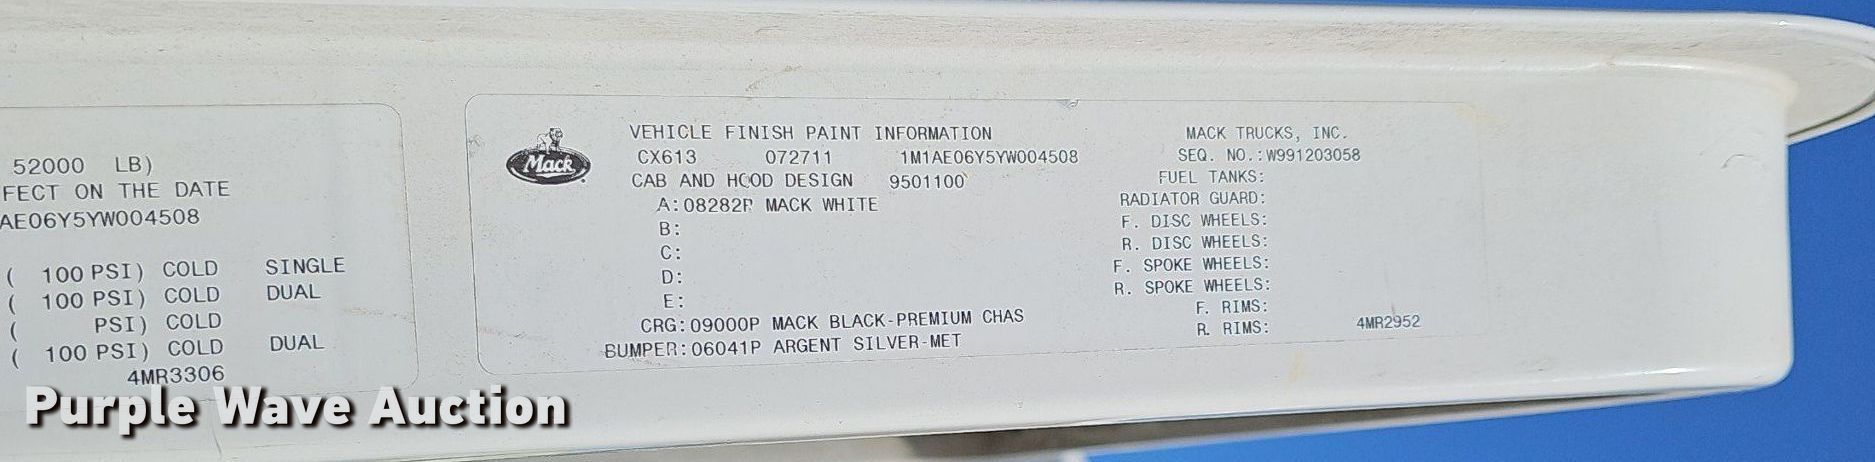 52000 LB)
FECT ON THE DATE
AE06Y5YW004508
( 100 PSI) COLD SINGLE
( 100 PSI) COLD DUAL
( PSI) COLD
( 100 PSI) COLD DUAL
4MR3306
Mack
VEHICLE FINISH PAINT INFORMATION
CX613 072711 1M1AE06Y5YW004508
CAB AND HOOD DESIGN 9501100
A:08282P MACK WHITE
B:
C:
D:
E:
CRG:09000P MACK BLACK-PREMIUM CHAS
BUMPER:06041P ARGENT SILVER-MET
MACK TRUCKS, INC.
SEQ. NO.:W991203058
FUEL TANKS:
RADIATOR GUARD:
F. DISC WHEELS:
R. DISC WHEELS:
F. SPOKE WHEELS:
R. SPOKE WHEELS:
F. RIMS:
R. RIMS:
4MR2952
Purple Wave Auction